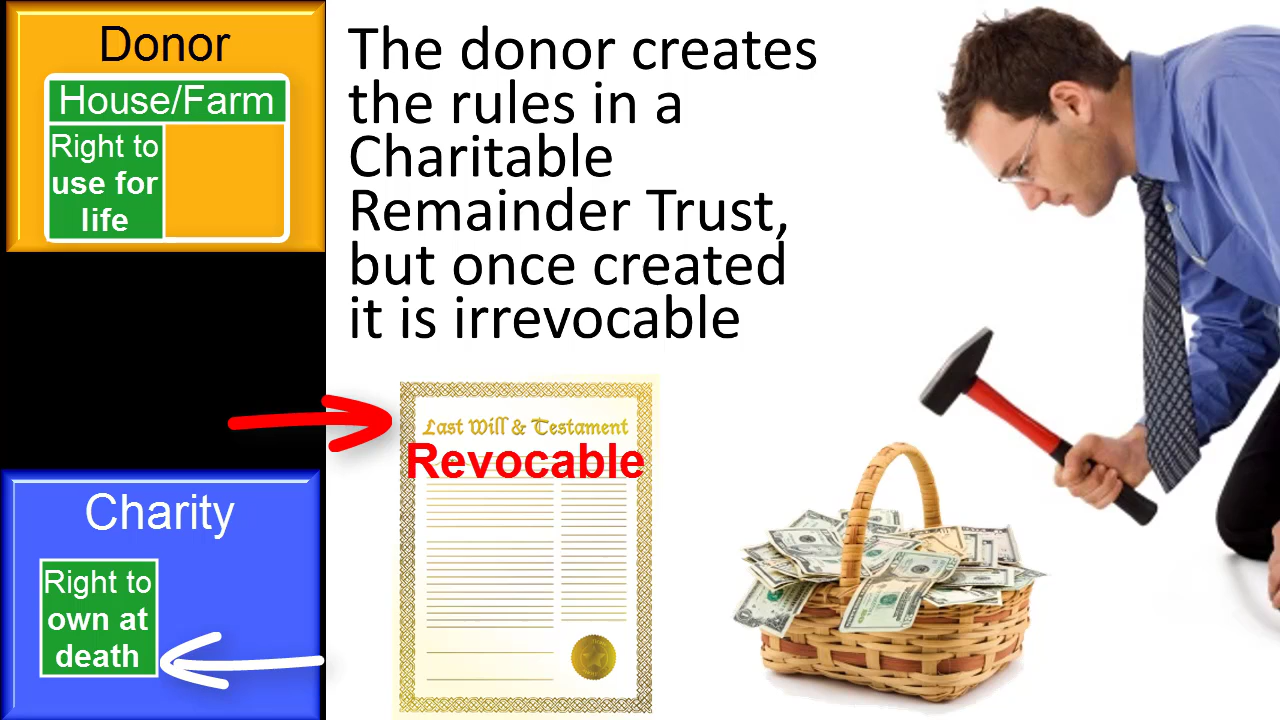 Donor
House/Farm
Right to
use for
life
The donor creates
the rules in a
Charitable
Remainder Trust,
but once created
it is irrevocable
Last Will & Testament
Revocable
Charity
Right to
own at
death